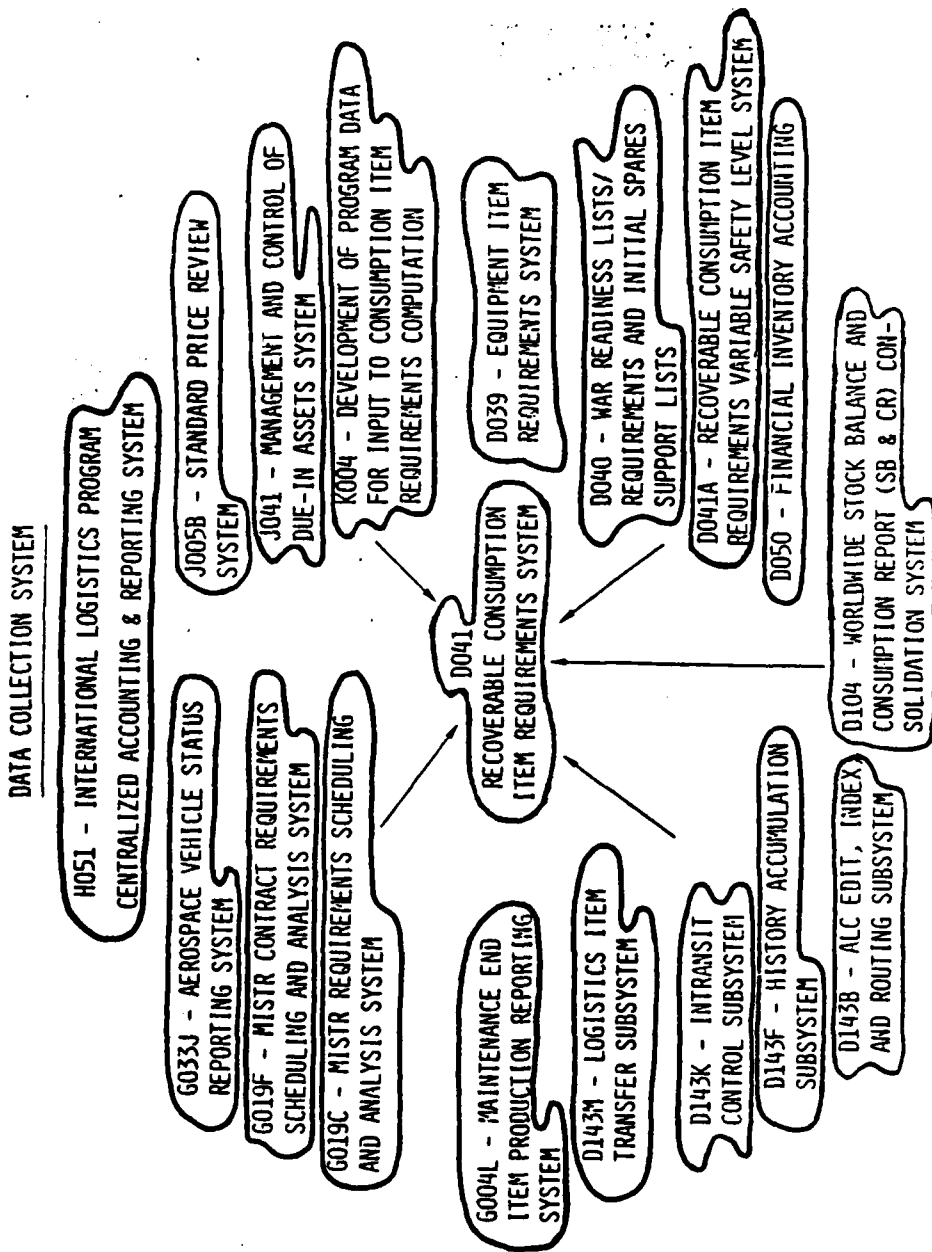 DATA COLLECTION SYSTEM
H051 - INTERNATIONAL LOGISTICS PROGRAM
CENTRALIZED ACCOUNTING & REPORTING SYSTEM
G033J - AEROSPACE VEHICLE STATUS
REPORTING SYSTEM
G019F - MISTR CONTRACT REQUIREMENTS
SCHEDULING AND ANALYSIS SYSTEM
G019C - MISTR REQUIREMENTS SCHEDULING
AND ANALYSIS SYSTEM
J005B - STANDARD PRICE REVIEW
SYSTEM
J041 - MANAGEMENT AND CONTROL OF
DUE-IN ASSETS SYSTEM
K004 - DEVELOPMENT OF PROGRAM DATA
FOR INPUT TO CONSUMPTION ITEM
REQUIREMENTS COMPUTATION
D041
RECOVERABLE CONSUMPTION
ITEM REQUIREMENTS SYSTEM
G004L - MAINTENANCE END
ITEM PRODUCTION REPORTING
SYSTEM
D143M - LOGISTICS ITEM
TRANSFER SUBSYSTEM
D143K - INTRANSIT
CONTROL SUBSYSTEM
D143F - HISTORY ACCUMULATION
SUBSYSTEM
D143B - ALC EDIT, INDEX,
AND ROUTING SUBSYSTEM
D039 - EQUIPMENT ITEM
REQUIREMENTS SYSTEM
D040 - WAR READINESS LISTS/
REQUIREMENTS AND INITIAL SPARES
SUPPORT LISTS
D041A - RECOVERABLE CONSUMPTION ITEM
REQUIREMENTS VARIABLE SAFETY LEVEL SYSTEM
D050 - FINANCIAL INVENTORY ACCOUNTING
D104 - WORLDWIDE STOCK BALANCE AND
CONSUMPTION REPORT (SB & CR) CON-
SOLIDATION SYSTEM